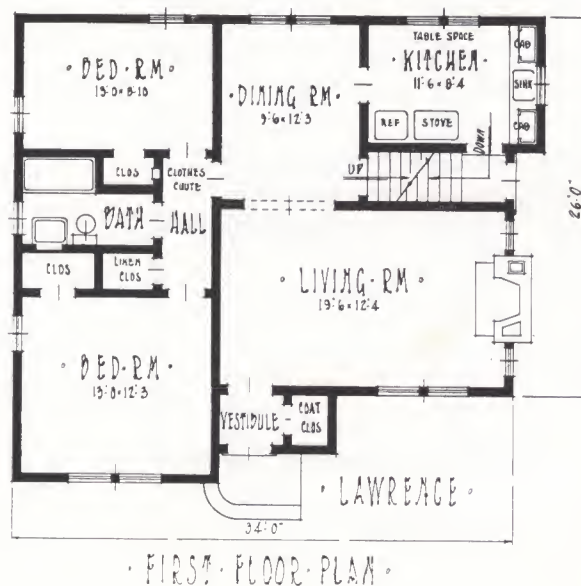 BED·RM
13·0×8·10
DINING RM
9·6×12·3
TABLE SPACE
KITCHEN
11·6×8·4
CAB
SINK
CAB
REF
STOVE
CLOS
CLOTHES
CHUTE
UP
DOWN
BATH
HALL
CLOS
LINEN
CLOS
LIVING·RM
19·6×12·4
BED·RM
13·0×12·3
VESTIBULE
COAT
CLOS
26'·0"
·LAWRENCE·
34'·0"
·FIRST·FLOOR·PLAN·